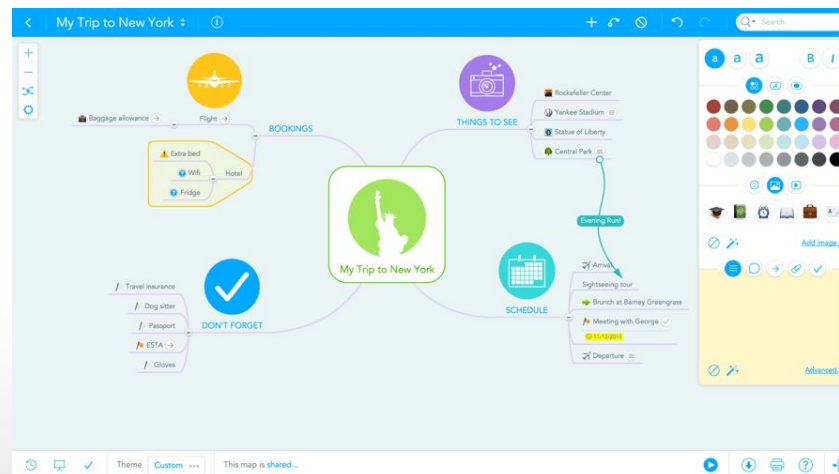 My Trip to New York
Search
a a a B I
BOOKINGS
Flight
Baggage allowance
Hotel
Extra bed
Wifi
Fridge
THINGS TO SEE
Rockefeller Center
Yankee Stadium
Statue of Liberty
Central Park
Evening Run!
My Trip to New York
DON'T FORGET
Travel insurance
Dog sitter
Passport
ESTA
Gloves
SCHEDULE
Arrival
Sightseeing tour
Brunch at Barney Greengrass
Meeting with George
Departure
Add image...
Advanced...
Theme Custom
This map is shared...